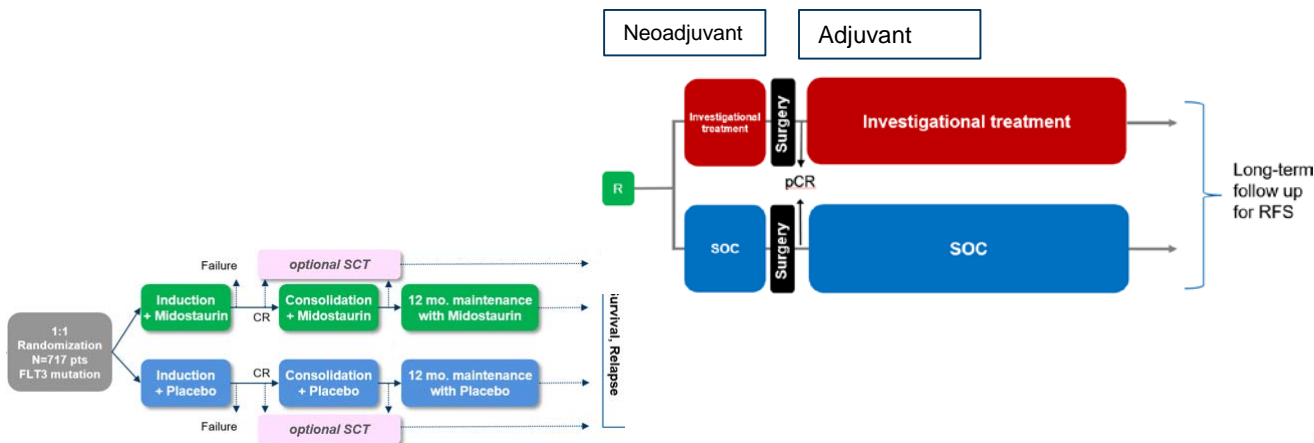 Neoadjuvant
Adjuvant
Investigational
treatment
Surgery
Investigational treatment
R
pCR
Long-term
follow up
for RFS
SOC
Surgery
SOC
Failure
optional SCT
Induction
+ Midostaurin
CR
Consolidation
+ Midostaurin
12 mo. maintenance
with Midostaurin
1:1
Randomization
N=717 pts
FLT3 mutation
urvival, Relapse
Induction
+ Placebo
CR
Consolidation
+ Placebo
12 mo. maintenance
with Placebo
Failure
optional SCT